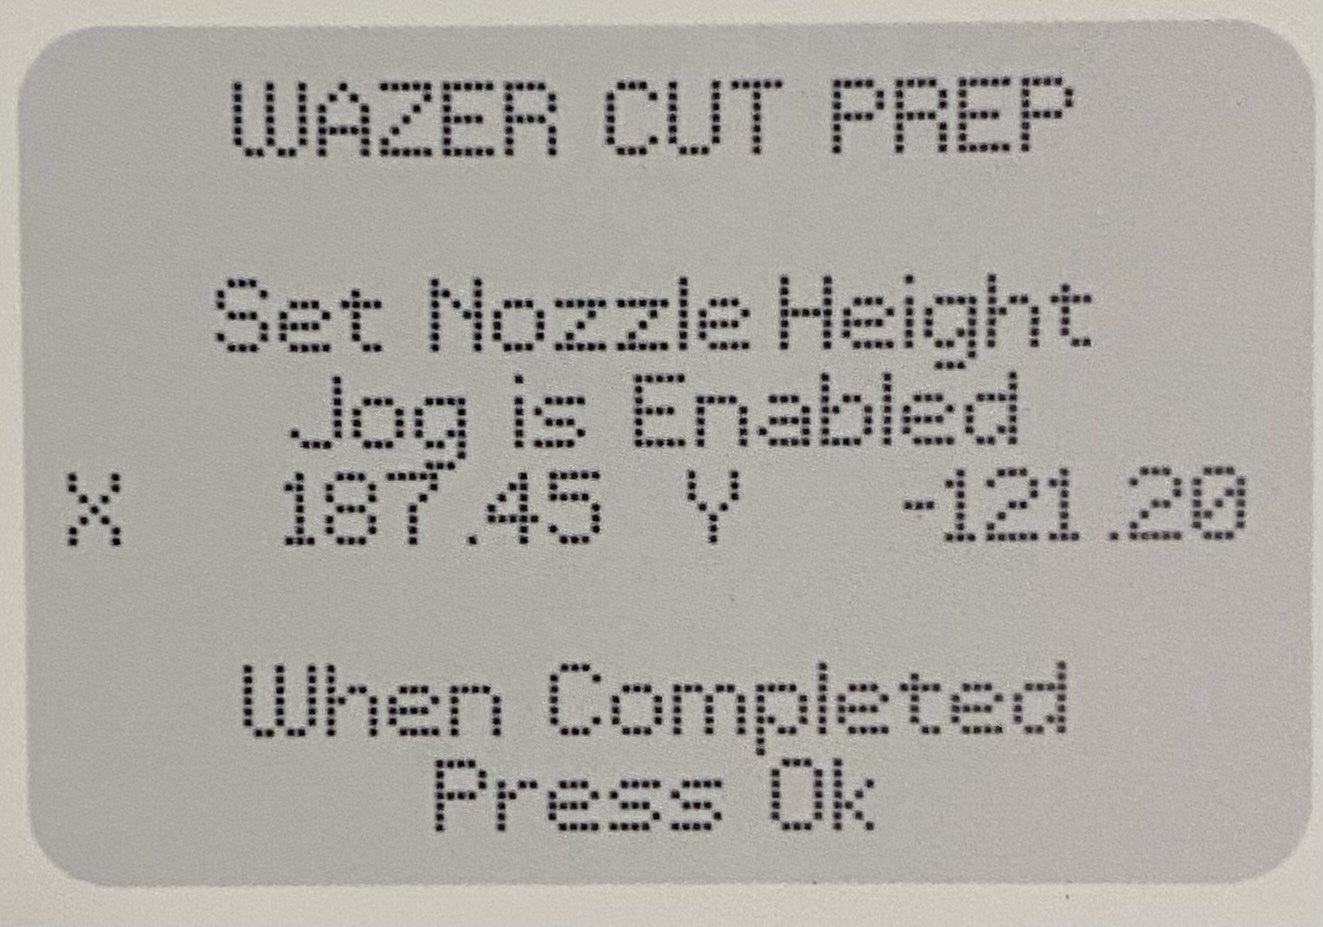 WAZER CUT PREP
Set Nozzle Height
Jog is Enabled
X 187.45 Y -121.20
When Completed
Press Ok